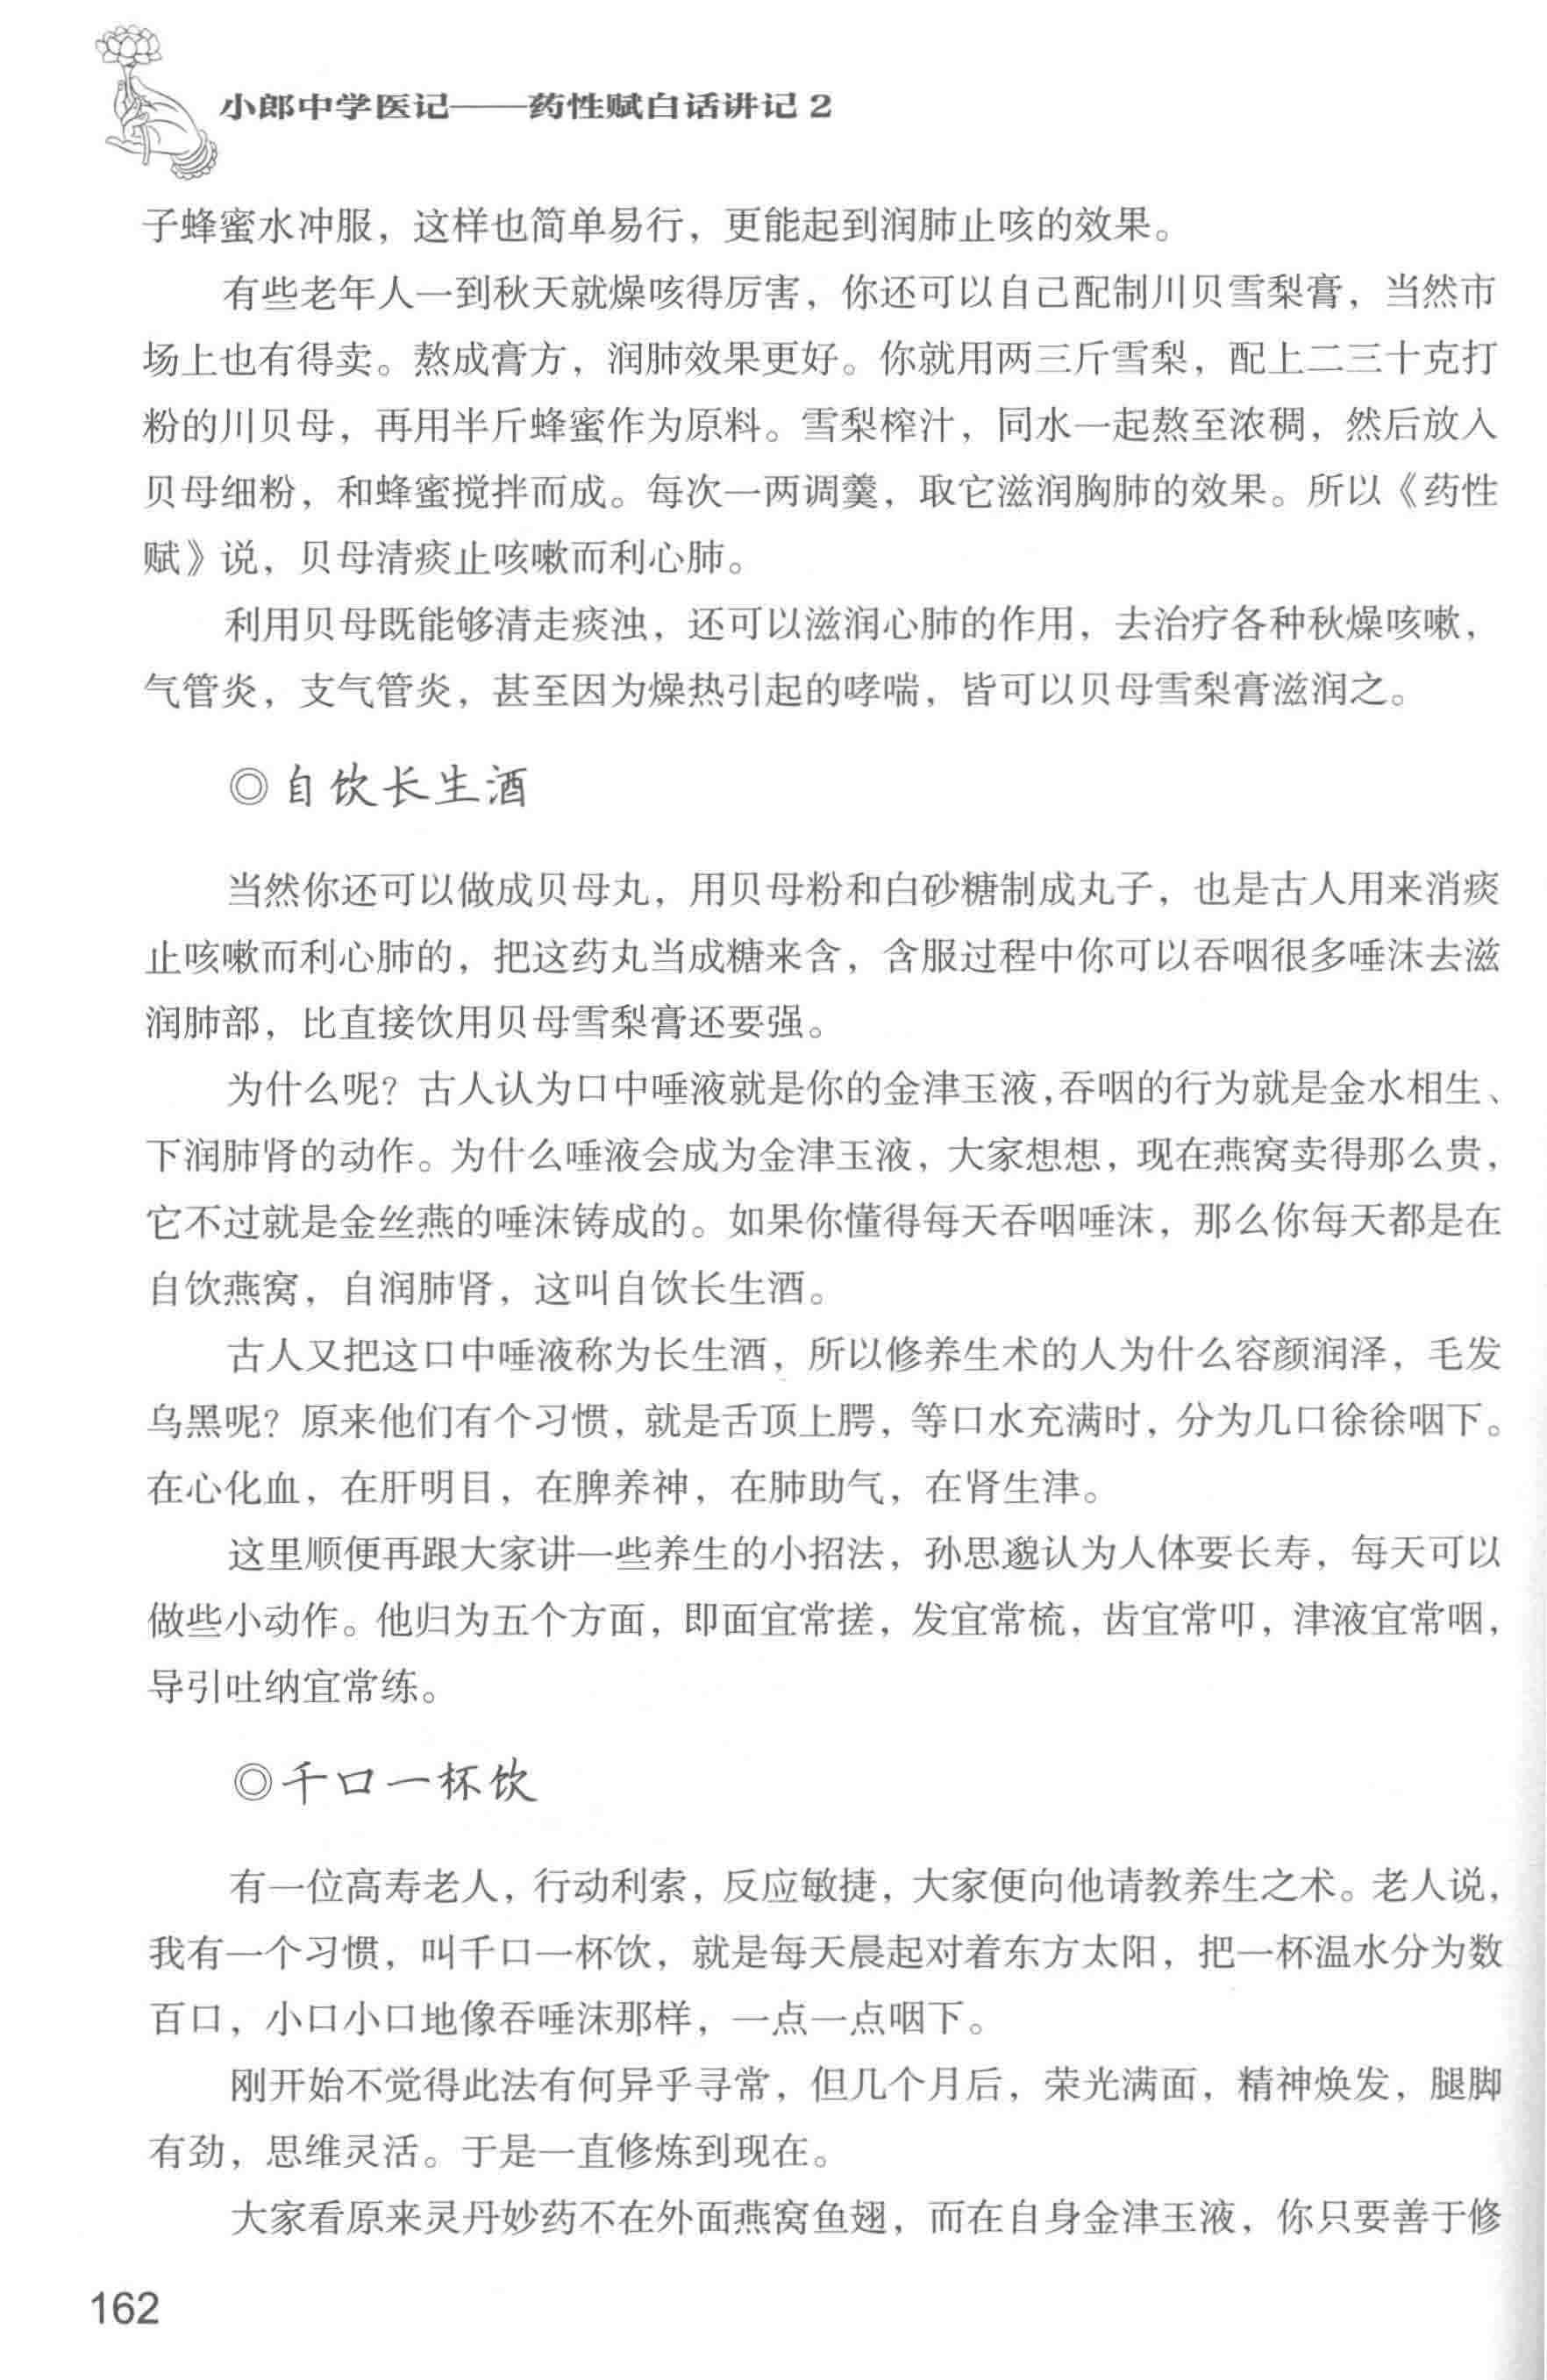 小郎中学医记——药性赋白话讲记2
子蜂蜜水冲服，这样也简单易行，更能起到润肺止咳的效果。
有些老年人一到秋天就燥咳得厉害，你还可以自己配制川贝雪梨膏，当然市
场上也有得卖。熬成膏方，润肺效果更好。你就用两三斤雪梨，配上二三十克打
粉的川贝母，再用半斤蜂蜜作为原料。雪梨榨汁，同水一起熬至浓稠，然后放入
贝母细粉，和蜂蜜搅拌而成。每次一两调羹，取它滋润胸肺的效果。所以《药性
赋》说，贝母清痰止咳嗽而利心肺。
利用贝母既能够清走痰浊，还可以滋润心肺的作用，去治疗各种秋燥咳嗽，
气管炎，支气管炎，甚至因为燥热引起的哮喘，皆可以贝母雪梨膏滋润之。
◎自饮长生酒
当然你还可以做成贝母丸，用贝母粉和白砂糖制成丸子，也是古人用来消痰
止咳嗽而利心肺的，把这药丸当成糖来含，含服过程中你可以吞咽很多唾沫去滋
润肺部，比直接饮用贝母雪梨膏还要强。
为什么呢？古人认为口中唾液就是你的金津玉液，吞咽的行为就是金水相生、
下润肺肾的动作。为什么唾液会成为金津玉液，大家想想，现在燕窝卖得那么贵，
它不过就是金丝燕的唾沫铸成的。如果你懂得每天吞咽唾沫，那么你每天都是在
自饮燕窝，自润肺肾，这叫自饮长生酒。
古人又把这口中唾液称为长生酒，所以修养生术的人为什么容颜润泽，毛发
乌黑呢？原来他们有个习惯，就是舌顶上腭，等口水充满时，分为几口徐徐咽下。
在心化血，在肝明目，在脾养神，在肺助气，在肾生津。
这里顺便再跟大家讲一些养生的小招法，孙思邈认为人体要长寿，每天可以
做些小动作。他归为五个方面，即面宜常搓，发宜常梳，齿宜常叩，津液宜常咽，
导引吐纳宜常练。
◎千口一杯饮
有一位高寿老人，行动利索，反应敏捷，大家便向他请教养生之术。老人说，
我有一个习惯，叫千口一杯饮，就是每天晨起对着东方太阳，把一杯温水分为数
百口，小口小口地像吞唾沫那样，一点一点咽下。
刚开始不觉得此法有何异乎寻常，但几个月后，荣光满面，精神焕发，腿脚
有劲，思维灵活。于是一直修炼到现在。
大家看原来灵丹妙药不在外面燕窝鱼翅，而在自身金津玉液，你只要善于修
162